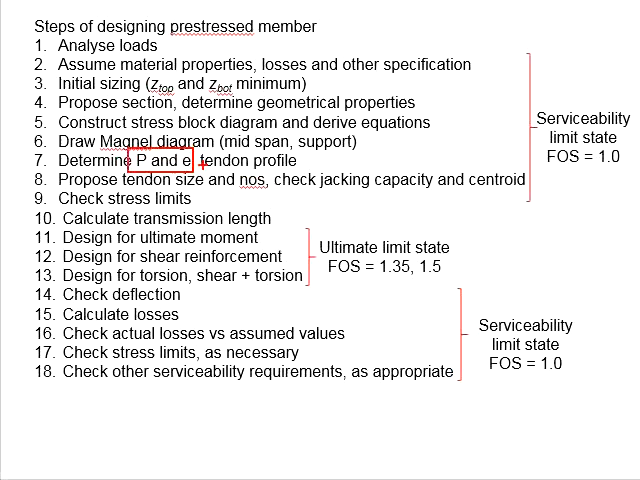 Steps of designing prestressed member
1. Analyse loads
2. Assume material properties, losses and other specification
3. Initial sizing (ztop and zbot minimum)
4. Propose section, determine geometrical properties
5. Construct stress block diagram and derive equations
6. Draw Magnel diagram (mid span, support)
7. Determine P and e, tendon profile
8. Propose tendon size and nos, check jacking capacity and centroid
9. Check stress limits
Serviceability
limit state
FOS = 1.0
10. Calculate transmission length
11. Design for ultimate moment
12. Design for shear reinforcement
13. Design for torsion, shear + torsion
Ultimate limit state
FOS = 1.35, 1.5
14. Check deflection
15. Calculate losses
16. Check actual losses vs assumed values
17. Check stress limits, as necessary
18. Check other serviceability requirements, as appropriate
Serviceability
limit state
FOS = 1.0